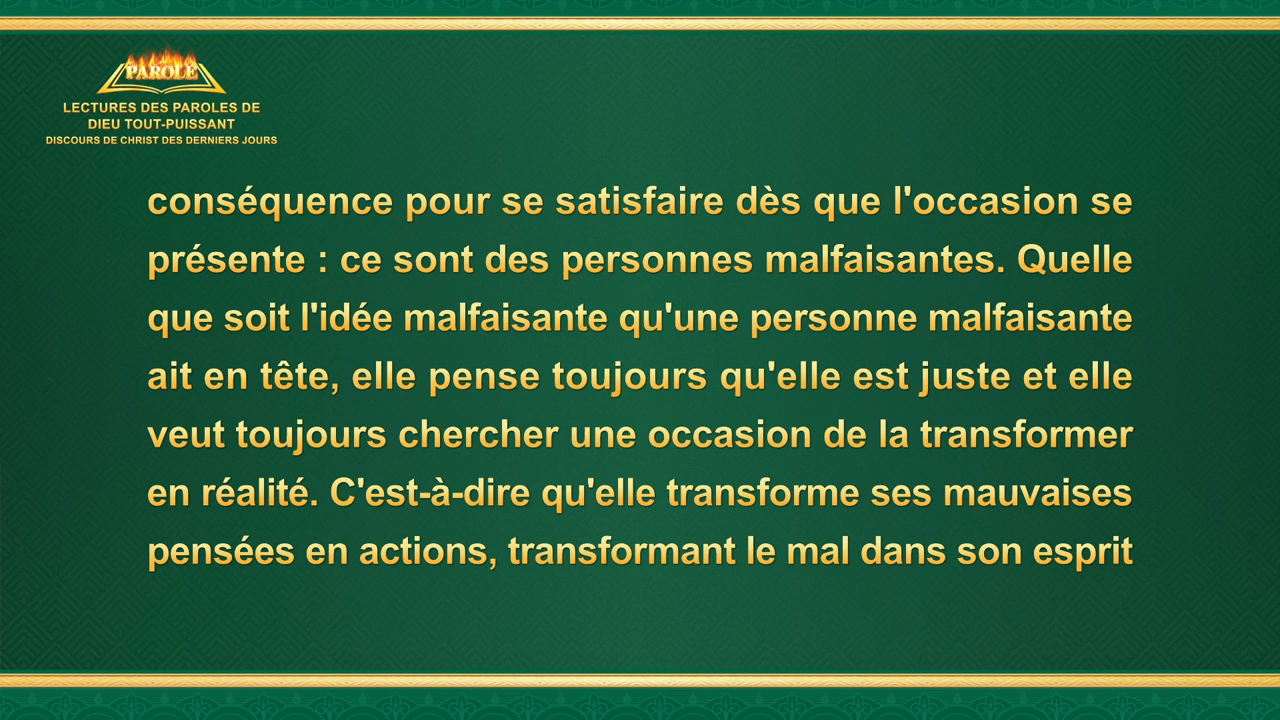 PAROLE
LECTURES DES PAROLES DE
DIEU TOUT-PUISSANT
DISCOURS DE CHRIST DES DERNIERS JOURS
conséquence pour se satisfaire dès que l'occasion se
présente : ce sont des personnes malfaisantes. Quelle
que soit l'idée malfaisante qu'une personne malfaisante
ait en tête, elle pense toujours qu'elle est juste et elle
veut toujours chercher une occasion de la transformer
en réalité. C'est-à-dire qu'elle transforme ses mauvaises
pensées en actions, transformant le mal dans son esprit